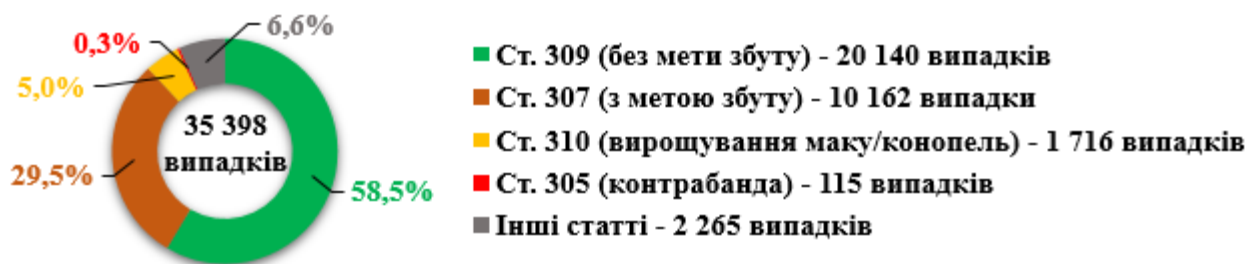 6,6%
0,3%
5,0%
35 398
випадків
29,5%
58,5%
Ст. 309 (без мети збуту) - 20 140 випадків
Ст. 307 (з метою збуту) - 10 162 випадки
Ст. 310 (вирощування маку/конопель) - 1 716 випадків
Ст. 305 (контрабанда) - 115 випадків
Інші статті - 2 265 випадків